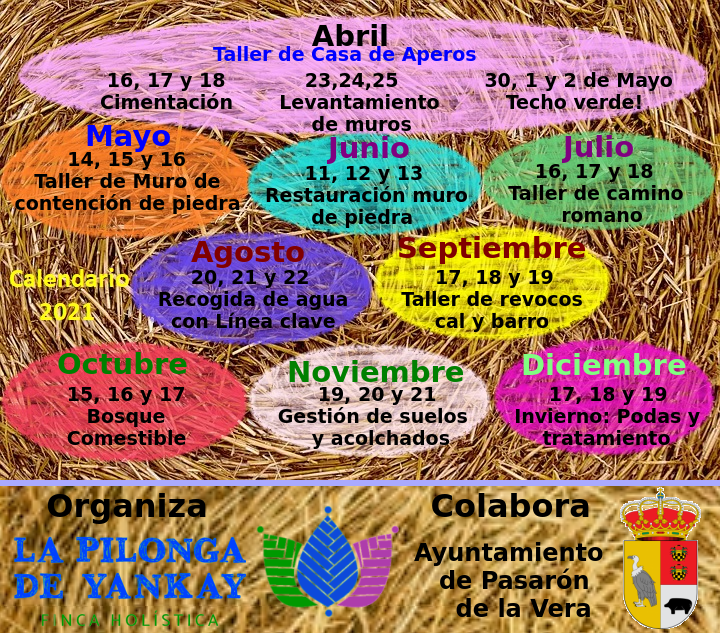 Abril
Taller de Casa de Aperos
16, 17 y 18
Cimentación
23,24,25
Levantamiento
de muros
30, 1 y 2 de Mayo
Techo verde!
Mayo
14, 15 y 16
Taller de Muro de
contención de piedra
Junio
11, 12 y 13
Restauración muro
de piedra
Julio
16, 17 y 18
Taller de camino
romano
Calendario
2021
Agosto
20, 21 y 22
Recogida de agua
con Línea clave
Septiembre
17, 18 y 19
Taller de revocos
cal y barro
Octubre
15, 16 y 17
Bosque
Comestible
Noviembre
19, 20 y 21
Gestión de suelos
y acolchados
Diciembre
17, 18 y 19
Invierno: Podas y
tratamiento
Organiza
LA PILONGA
DE YANKAY
FINCA HOLÍSTICA
Colabora
Ayuntamiento
de Pasarón
de la Vera